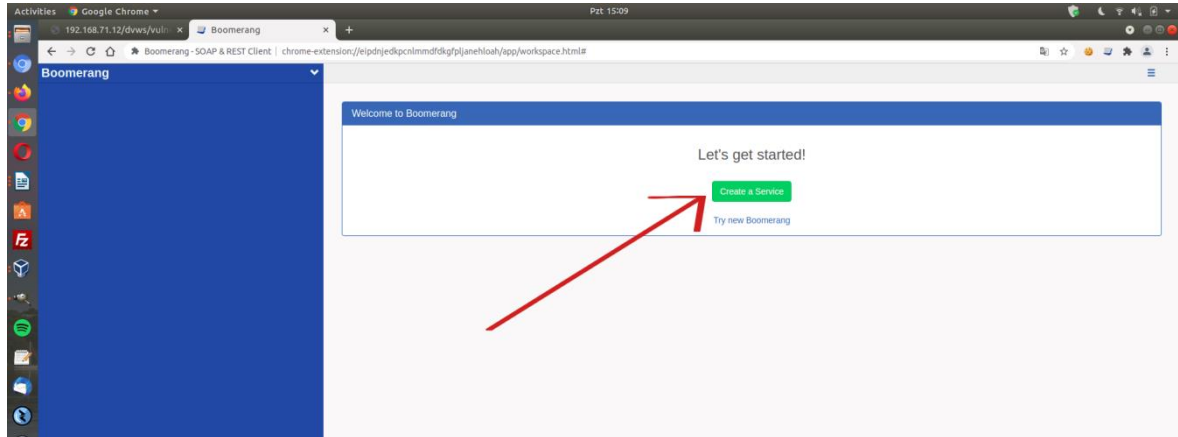 Activities Google Chrome Pzt 15:09
192.168.71.12/dvws/vuln Boomerang
Boomerang - SOAP & REST Client chrome-extension://eipdnjedkpcnlmmdfdkgfpljanehloah/app/workspace.html#
Boomerang
Welcome to Boomerang
Let's get started!
Create a Service
Try new Boomerang